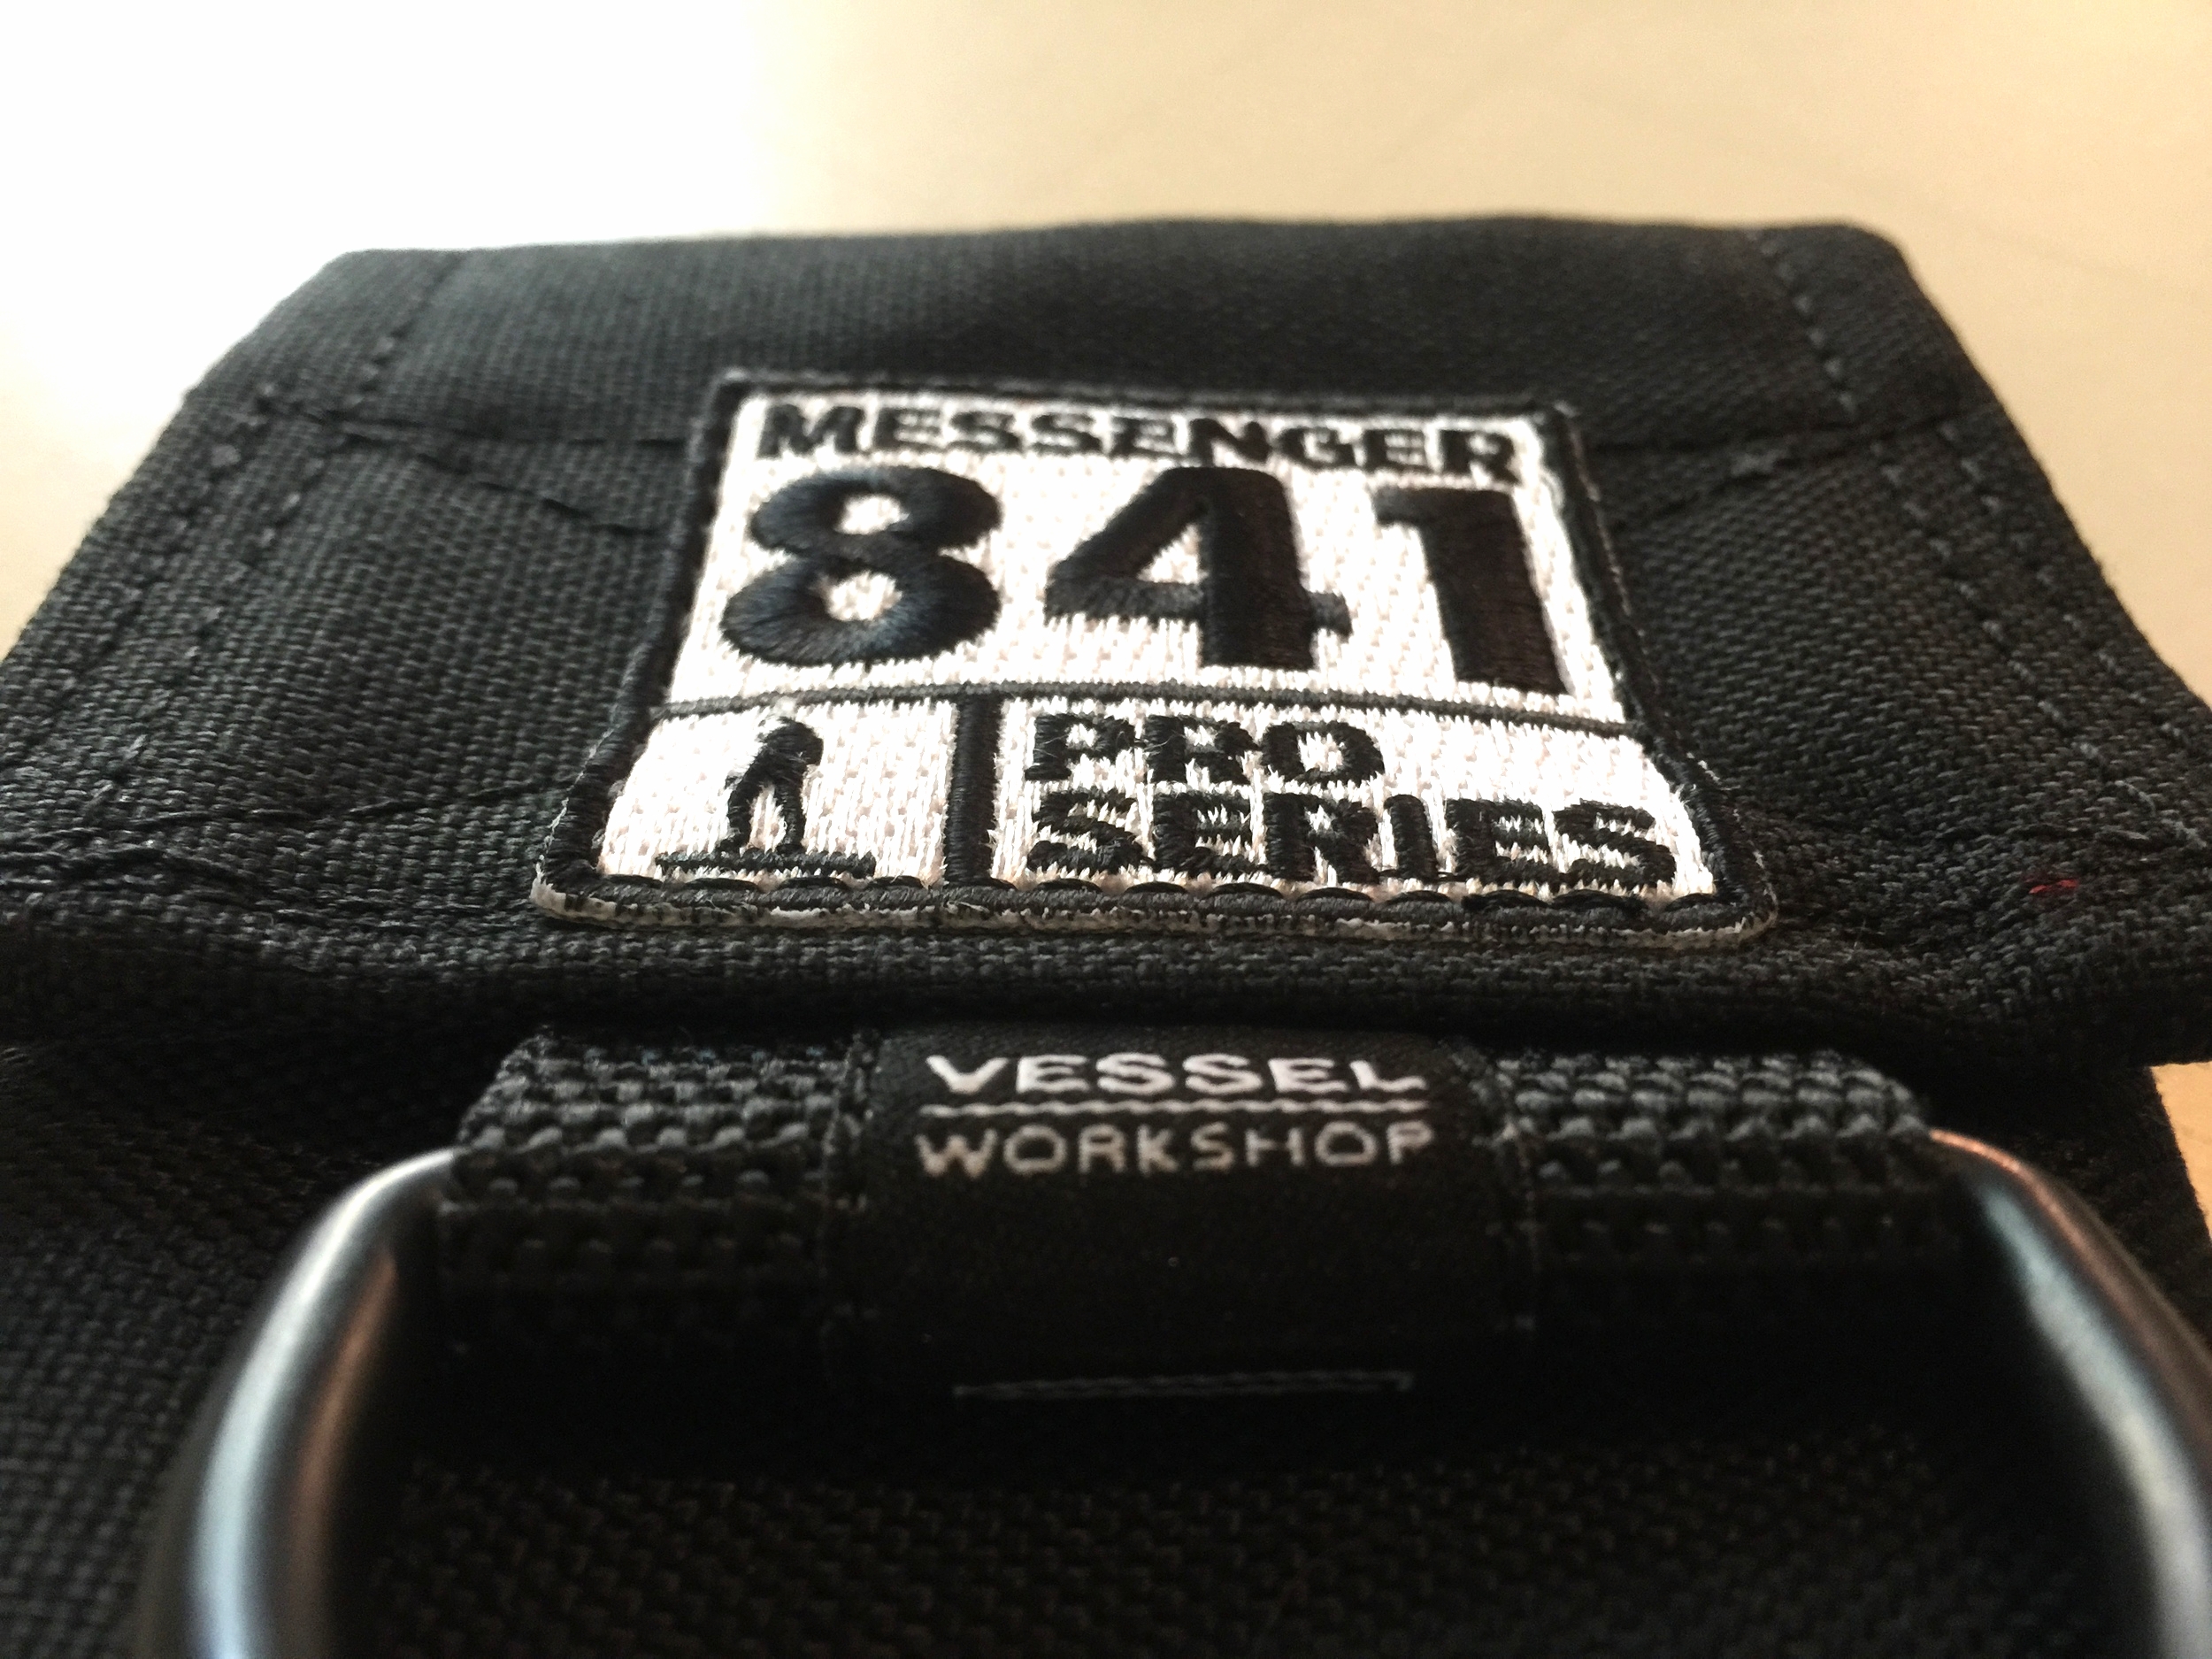 MESSENGER
841
PRO
SERIES
VESSEL
WORKSHOP